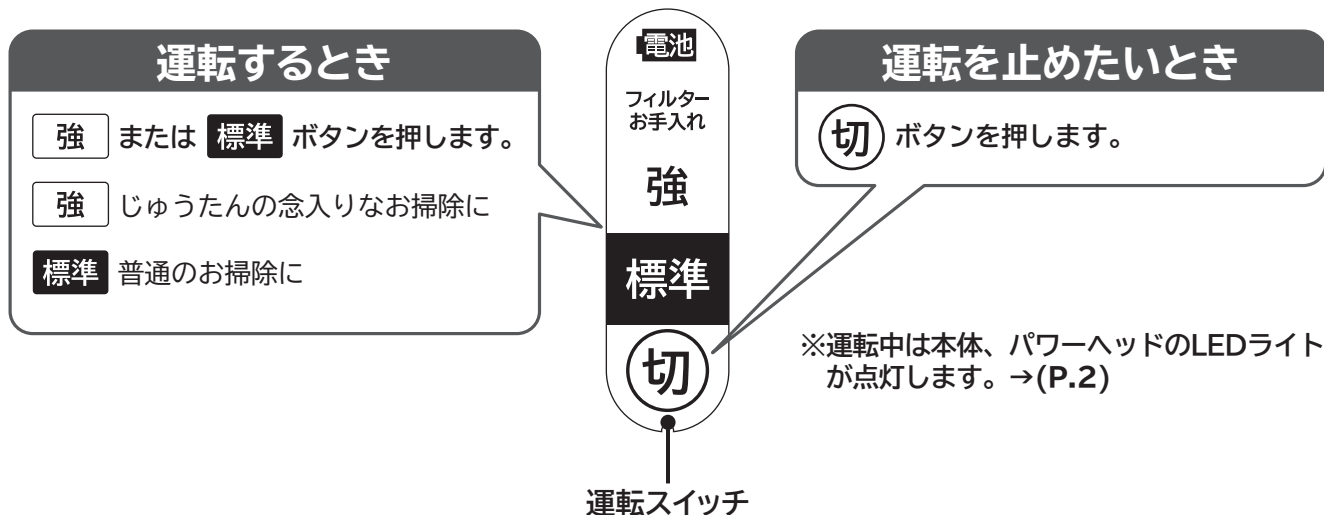 運転するとき
強 または 標準 ボタンを押します。
強 じゅうたんの念入りなお掃除に
標準 普通のお掃除に
電池
フィルター
お手入れ
強
標準
切
運転スイッチ
運転を止めたいとき
切 ボタンを押します。
※運転中は本体、パワーヘッドのLEDライト
が点灯します。→(P.2)